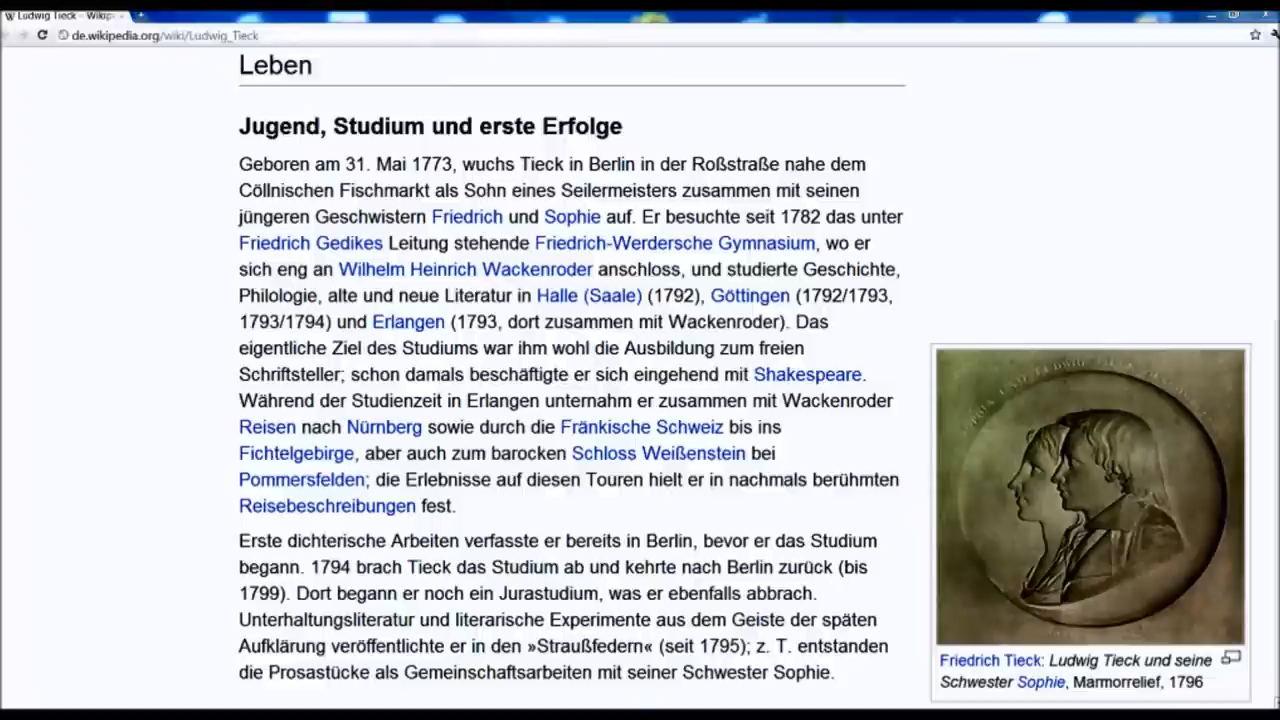 Ludwig Tieck – Wikip
de.wikipedia.org/wiki/Ludwig_Tieck
Leben
Jugend, Studium und erste Erfolge
Geboren am 31. Mai 1773, wuchs Tieck in Berlin in der Roßstraße nahe dem
Cöllnischen Fischmarkt als Sohn eines Seilermeisters zusammen mit seinen
jüngeren Geschwistern Friedrich und Sophie auf. Er besuchte seit 1782 das unter
Friedrich Gedikes Leitung stehende Friedrich-Werdersche Gymnasium, wo er
sich eng an Wilhelm Heinrich Wackenroder anschloss, und studierte Geschichte,
Philologie, alte und neue Literatur in Halle (Saale) (1792), Göttingen (1792/1793,
1793/1794) und Erlangen (1793, dort zusammen mit Wackenroder). Das
eigentliche Ziel des Studiums war ihm wohl die Ausbildung zum freien
Schriftsteller; schon damals beschäftigte er sich eingehend mit Shakespeare.
Während der Studienzeit in Erlangen unternahm er zusammen mit Wackenroder
Reisen nach Nürnberg sowie durch die Fränkische Schweiz bis ins
Fichtelgebirge, aber auch zum barocken Schloss Weißenstein bei
Pommersfelden; die Erlebnisse auf diesen Touren hielt er in nachmals berühmten
Reisebeschreibungen fest.
Erste dichterische Arbeiten verfasste er bereits in Berlin, bevor er das Studium
begann. 1794 brach Tieck das Studium ab und kehrte nach Berlin zurück (bis
1799). Dort begann er noch ein Jurastudium, was er ebenfalls abbrach.
Unterhaltungsliteratur und literarische Experimente aus dem Geiste der späten
Aufklärung veröffentlichte er in den »Straußfedern« (seit 1795); z. T. entstanden
die Prosastücke als Gemeinschaftsarbeiten mit seiner Schwester Sophie.
Friedrich Tieck: Ludwig Tieck und seine
Schwester Sophie, Marmorrelief, 1796